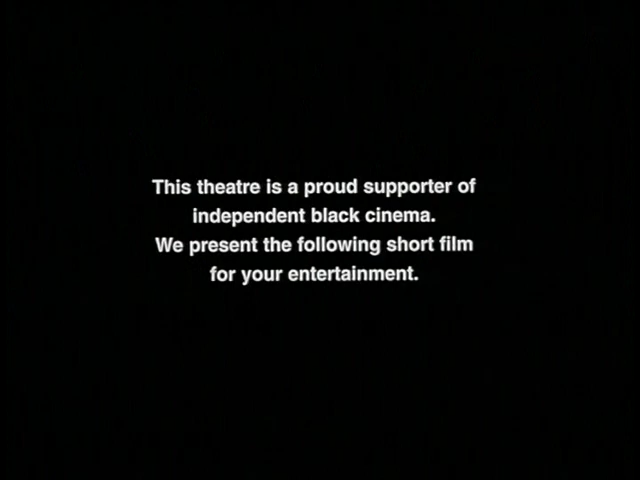 This theatre is a proud supporter of
independent black cinema.
We present the following short film
for your entertainment.